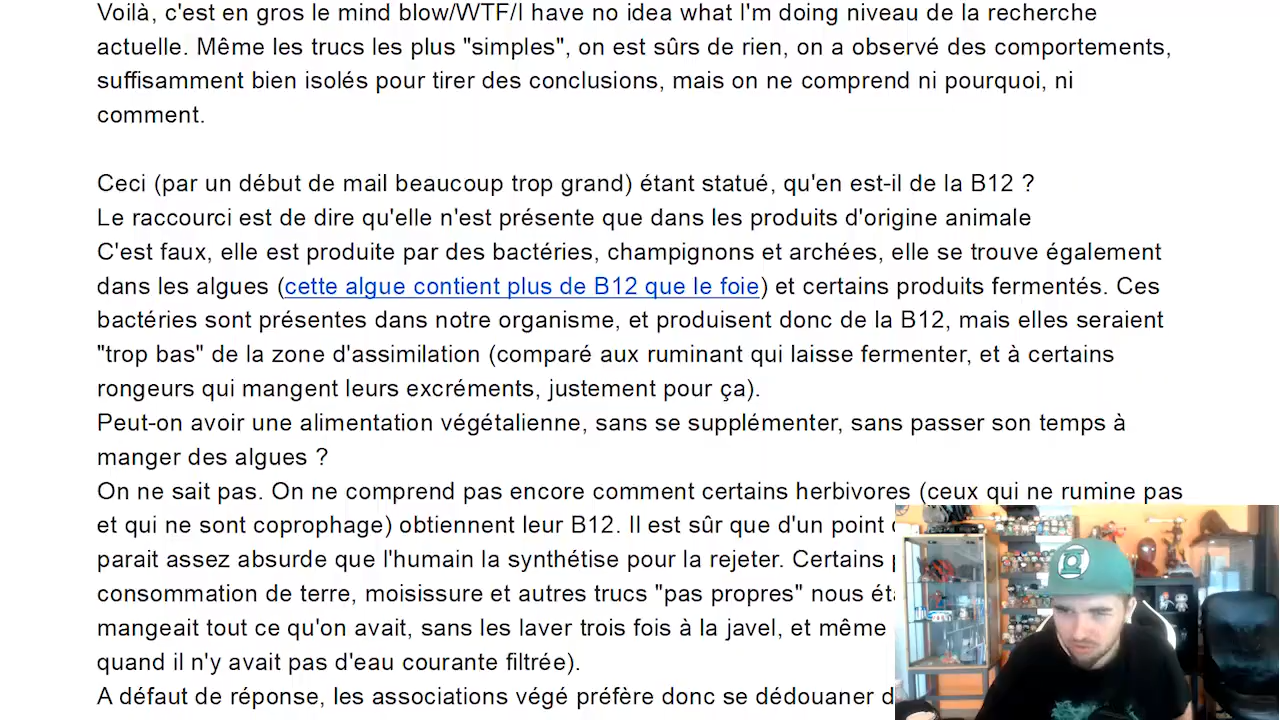 Voilà, c'est en gros le mind blow/WTF/I have no idea what I'm doing niveau de la recherche
actuelle. Même les trucs les plus "simples", on est sûrs de rien, on a observé des comportements,
suffisamment bien isolés pour tirer des conclusions, mais on ne comprend ni pourquoi, ni
comment.
Ceci (par un début de mail beaucoup trop grand) étant statué, qu'en est-il de la B12 ?
Le raccourci est de dire qu'elle n'est présente que dans les produits d'origine animale
C'est faux, elle est produite par des bactéries, champignons et archées, elle se trouve également
dans les algues (cette algue contient plus de B12 que le foie) et certains produits fermentés. Ces
bactéries sont présentes dans notre organisme, et produisent donc de la B12, mais elles seraient
"trop bas" de la zone d'assimilation (comparé aux ruminant qui laisse fermenter, et à certains
rongeurs qui mangent leurs excréments, justement pour ça).
Peut-on avoir une alimentation végétalienne, sans se supplémenter, sans passer son temps à
manger des algues ?
On ne sait pas. On ne comprend pas encore comment certains herbivores (ceux qui ne rumine pas
et qui ne sont coprophage) obtiennent leur B12. Il est sûr que d'un point
parait assez absurde que l'humain la synthétise pour la rejeter. Certains
consommation de terre, moisissure et autres trucs "pas propres" nous
mangeait tout ce qu'on avait, sans les laver trois fois à la javel, et même
quand il n'y avait pas d'eau courante filtrée).
A défaut de réponse, les associations végé préfère donc se dédouaner